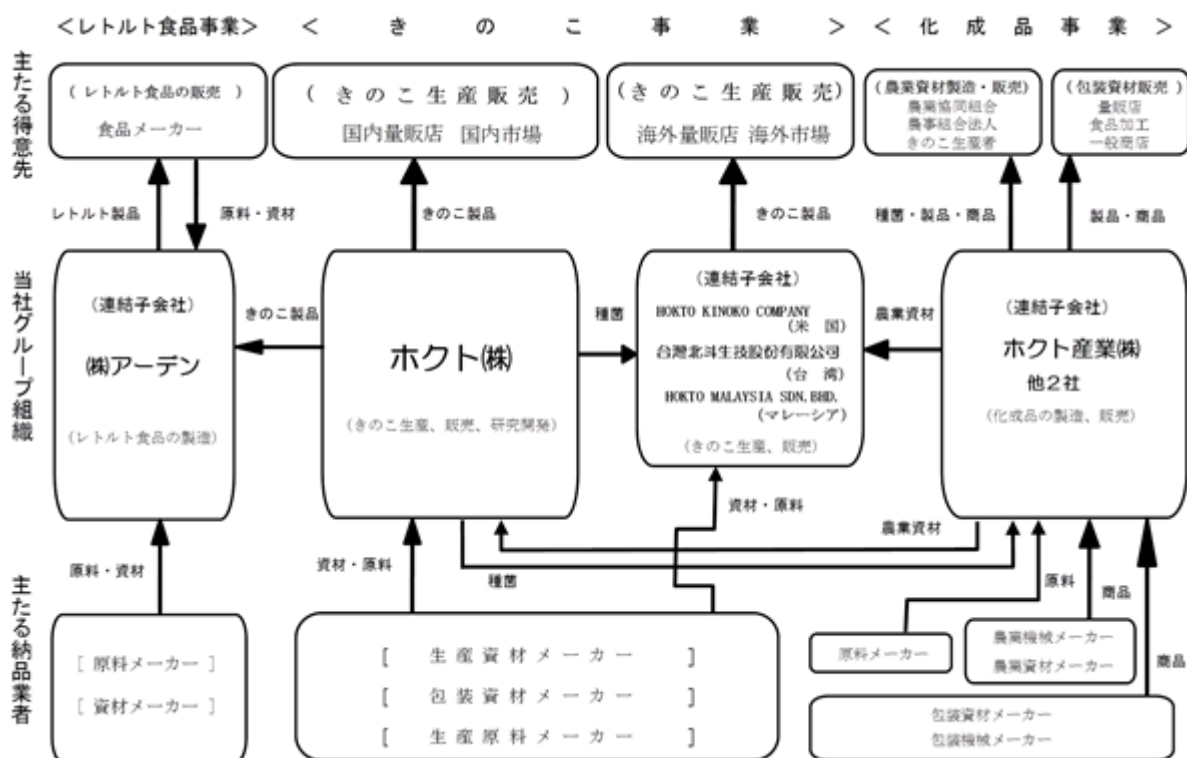 ＜レトルト食品事業＞
＜ き の こ 事 業 ＞
＜ 化 成 品 事 業 ＞
主たる得意先
（ レトルト食品の販売 ）
食品メーカー
（ きのこ生産販売 ）
国内量販店 国内市場
（きのこ生産販売）
海外量販店 海外市場
（農業資材製造・販売）
農業協同組合
農事組合法人
きのこ生産者
（包装資材販売 ）
量販店
食品加工
一般商店
レトルト製品
原料・資材
きのこ製品
きのこ製品
種菌・製品・商品
製品・商品
当社グループ組織
（連結子会社）
㈱アーデン
（レトルト食品の製造）
きのこ製品
ホクト㈱
（きのこ生産、販売、研究開発）
種菌
（連結子会社）
HOKTO KINOKO COMPANY
（米 国）
台灣北斗生技股份有限公司
（台 湾）
HOKTO MALAYSIA SDN.BHD.
（マレーシア）
（きのこ生産、販売）
農業資材
（連結子会社）
ホクト産業㈱
他２社
（化成品の製造、販売）
主たる納品業者
原料・資材
資材・原料
種菌
資材・原料
農業資材
原料
商品
商品
［ 原料メーカー ］
［ 資材メーカー ］
［ 生産資材メーカー ］
［ 包装資材メーカー ］
［ 生産原料メーカー ］
原料メーカー
農業機械メーカー
農業資材メーカー
包装資材メーカー
包装機械メーカー